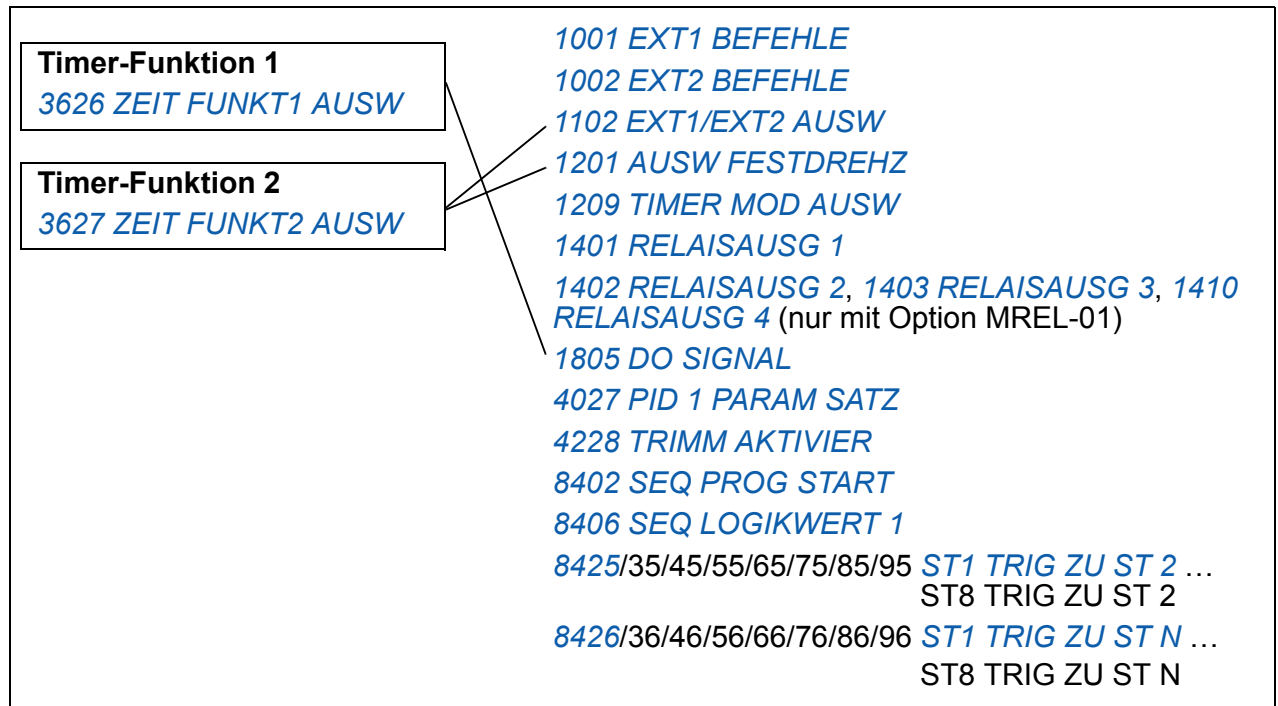 Timer-Funktion 1
3626 ZEIT FUNKT1 AUSW
Timer-Funktion 2
3627 ZEIT FUNKT2 AUSW
1001 EXT1 BEFEHLE
1002 EXT2 BEFEHLE
1102 EXT1/EXT2 AUSW
1201 AUSW FESTDREHZ
1209 TIMER MOD AUSW
1401 RELAISAUSG 1
1402 RELAISAUSG 2, 1403 RELAISAUSG 3, 1410
RELAISAUSG 4 (nur mit Option MREL-01)
1805 DO SIGNAL
4027 PID 1 PARAM SATZ
4228 TRIMM AKTIVIER
8402 SEQ PROG START
8406 SEQ LOGIKWERT 1
8425/35/45/55/65/75/85/95 ST1 TRIG ZU ST 2 …
ST8 TRIG ZU ST 2
8426/36/46/56/66/76/86/96 ST1 TRIG ZU ST N …
ST8 TRIG ZU ST N